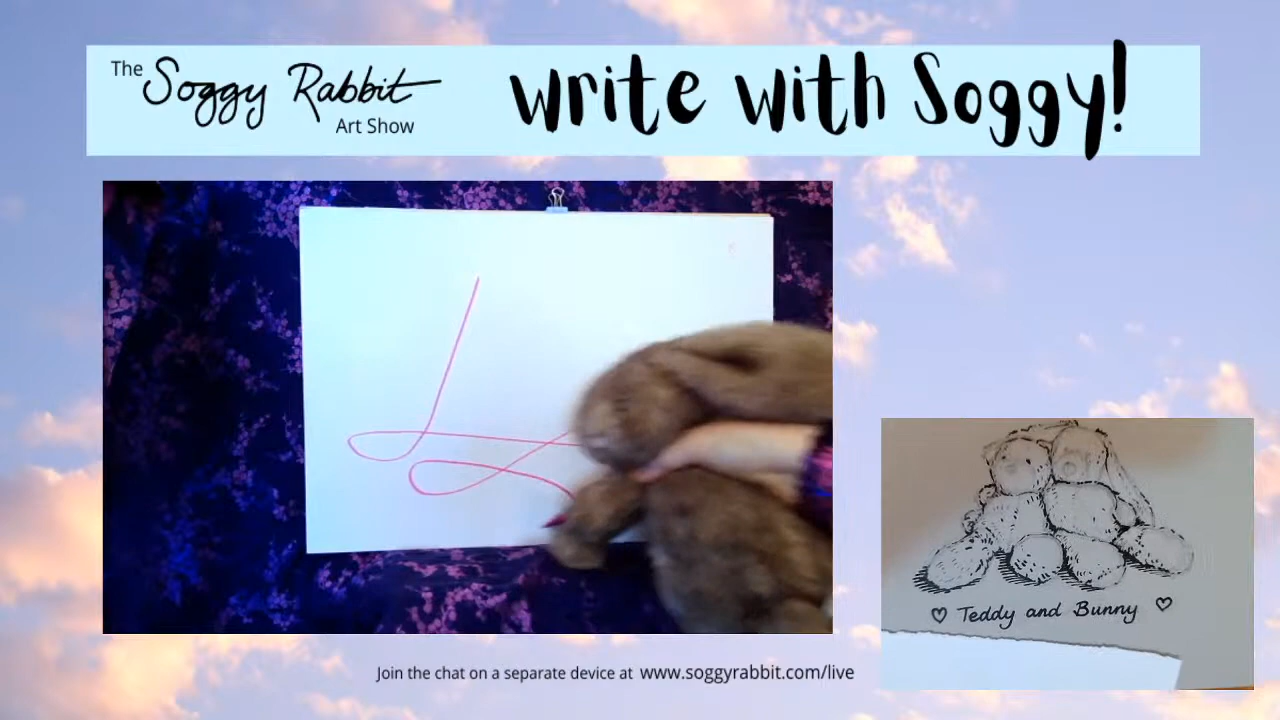 The Soggy Rabbit
Art Show
write with Soggy!
♡ Teddy and Bunny ♡
Join the chat on a separate device at www.soggyrabbit.com/live